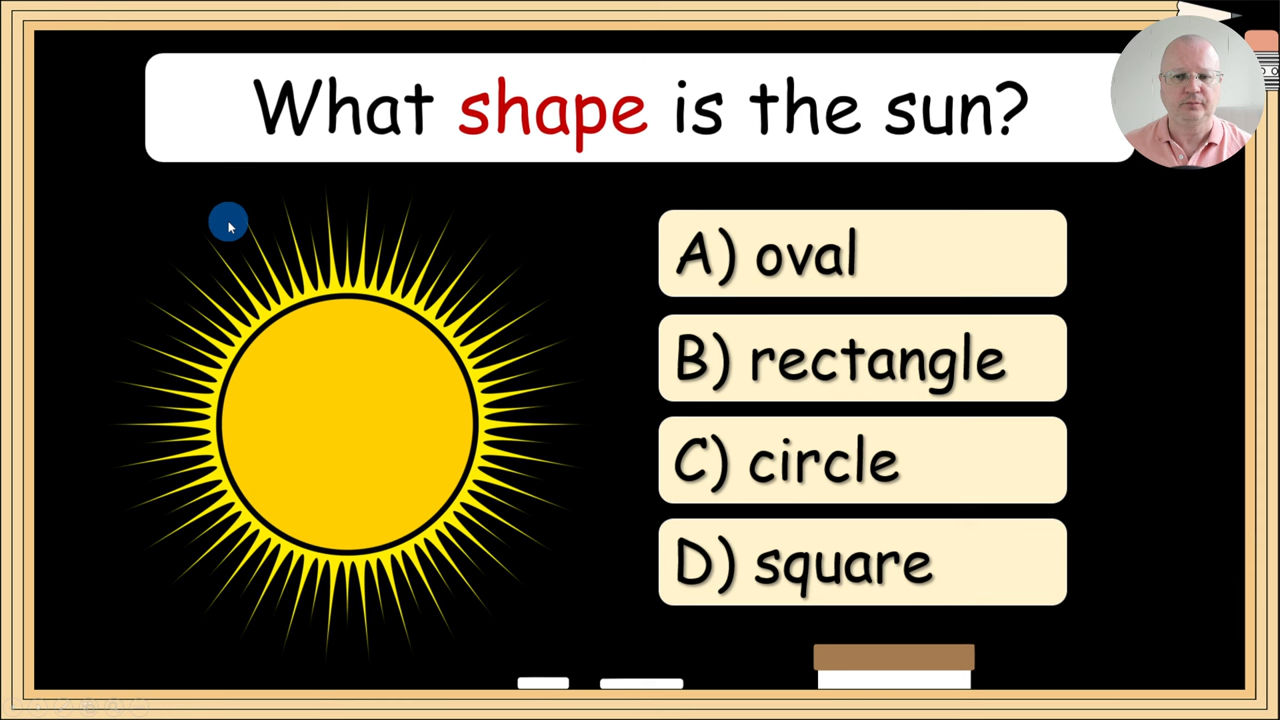 What shape is the sun?
A) oval
B) rectangle
C) circle
D) square